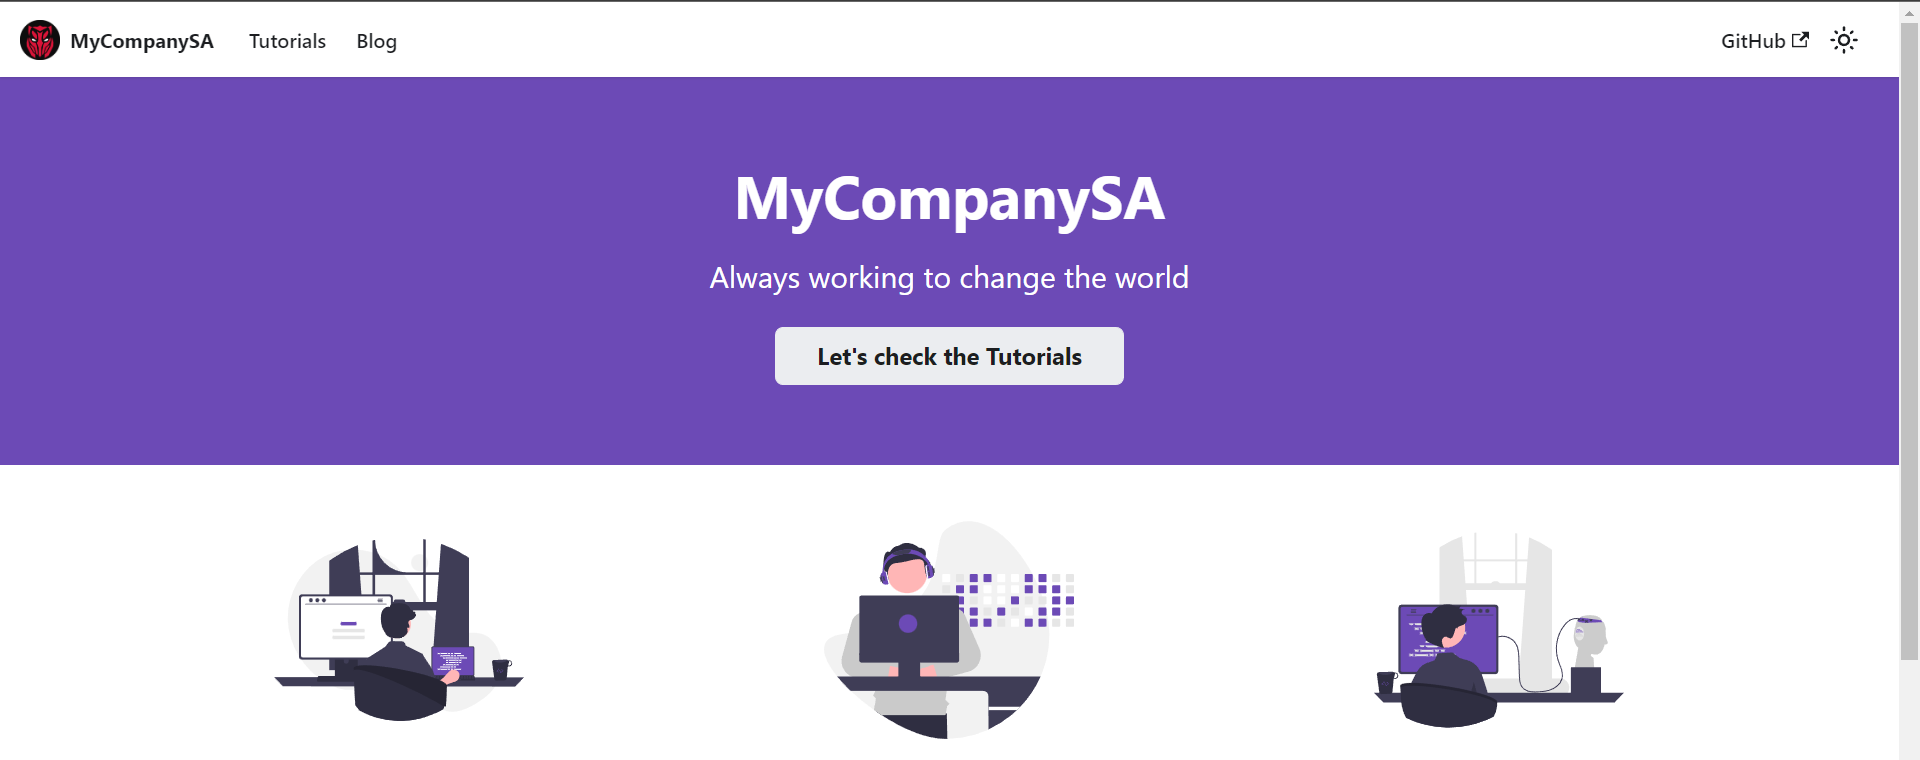 MyCompanySA
Tutorials
Blog
GitHub
MyCompanySA
Always working to change the world
Let's check the Tutorials